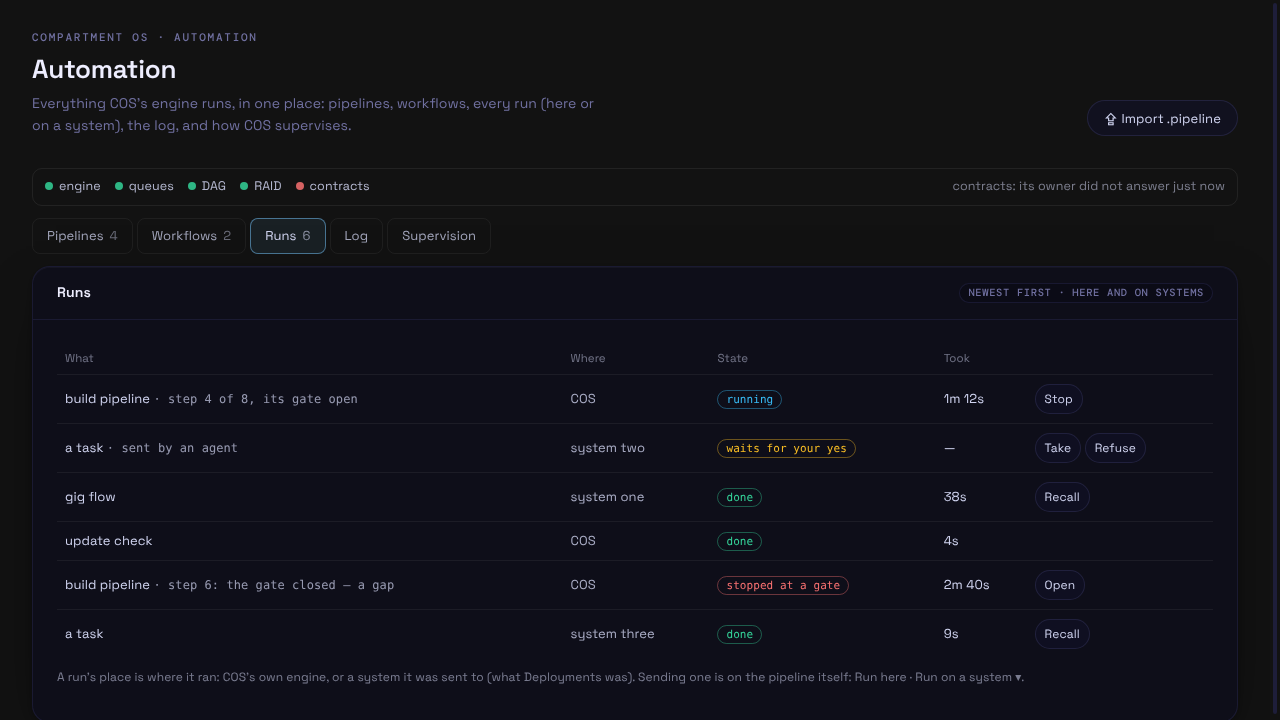 COMPARTMENT OS · AUTOMATION
Automation
Everything COS's engine runs, in one place: pipelines, workflows, every run (here or
on a system), the log, and how COS supervises.
⇪ Import .pipeline
engine queues DAG RAID contracts
contracts: its owner did not answer just now
Pipelines 4 Workflows 2 Runs 6 Log Supervision
Runs
NEWEST FIRST · HERE AND ON SYSTEMS
What Where State Took
build pipeline · step 4 of 8, its gate open COS running 1m 12s Stop
a task · sent by an agent system two waits for your yes — Take Refuse
gig flow system one done 38s Recall
update check COS done 4s
build pipeline · step 6: the gate closed — a gap COS stopped at a gate 2m 40s Open
a task system three done 9s Recall
A run's place is where it ran: COS's own engine, or a system it was sent to (what Deployments was). Sending one is on the pipeline itself: Run here · Run on a system ▾.